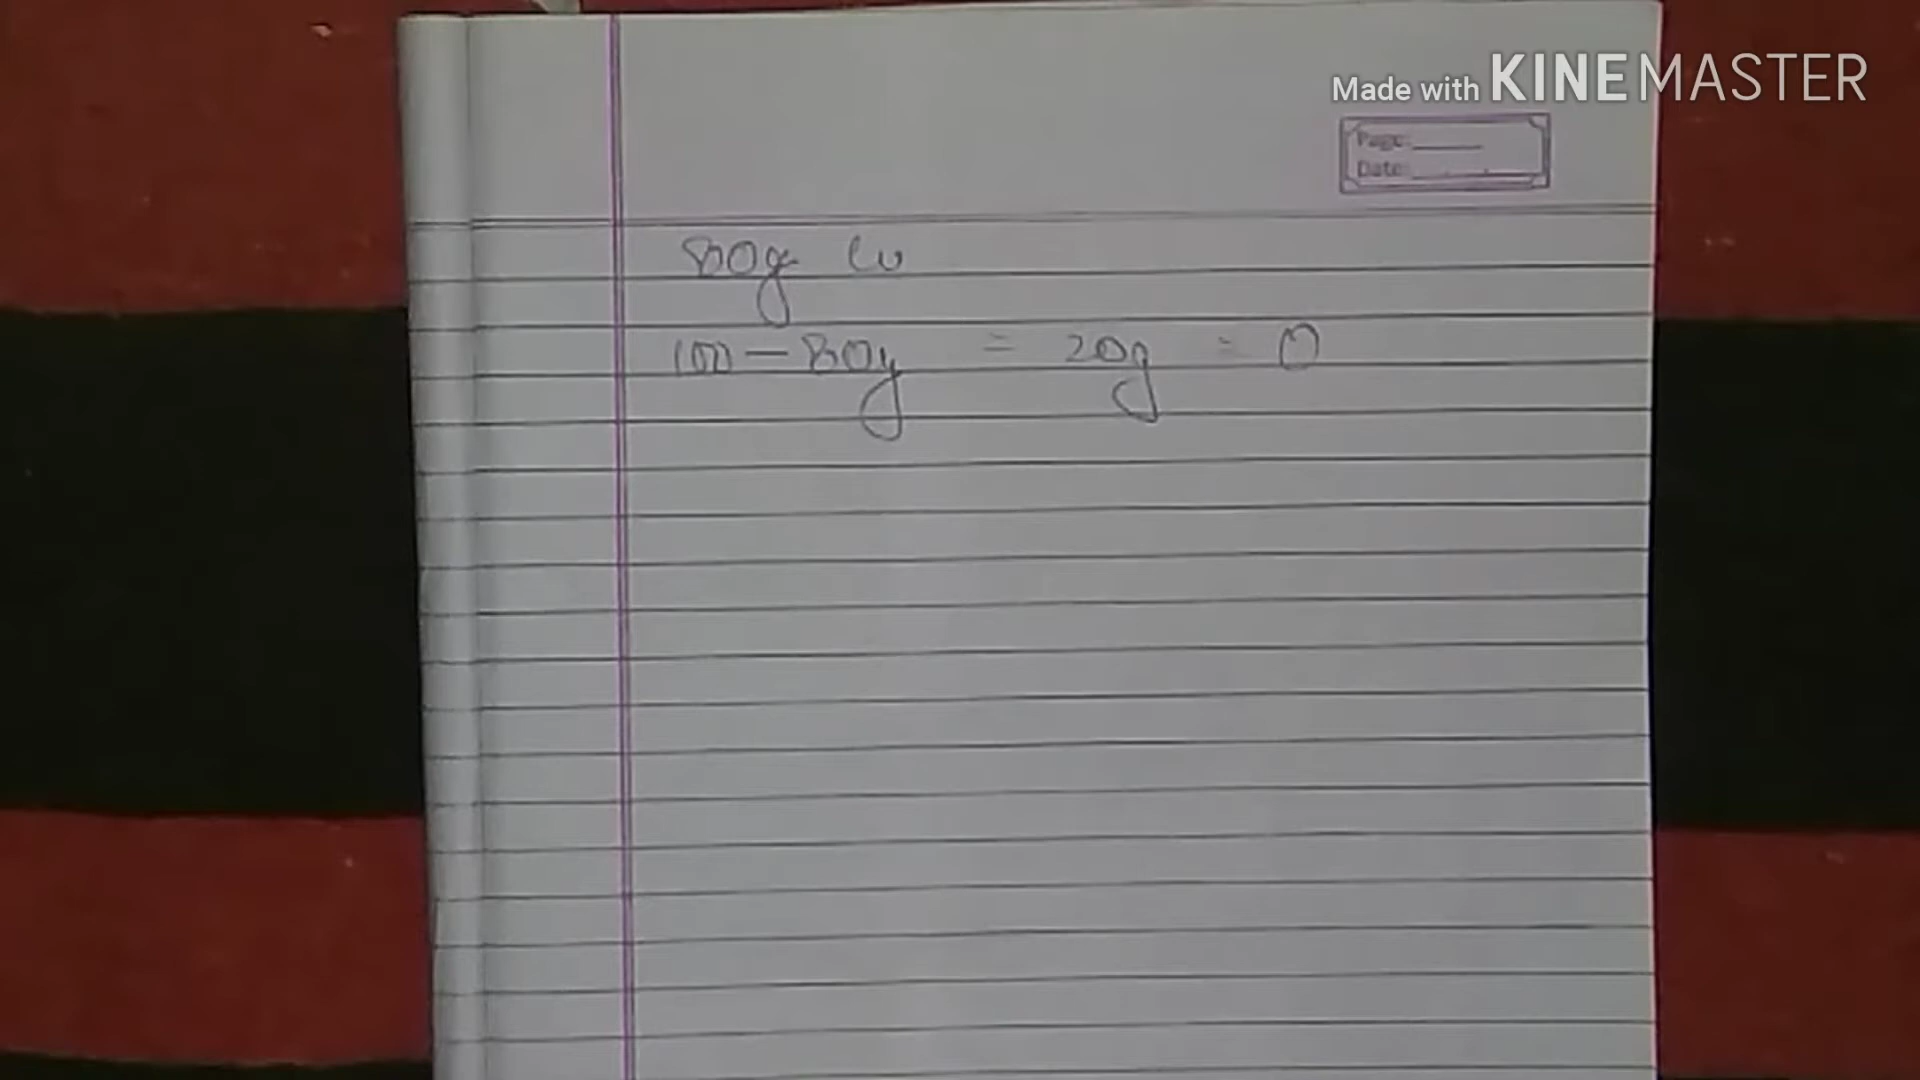 Made with KINEMASTER
Page:
Date:
80g Cu
100 - 80g = 20g = O